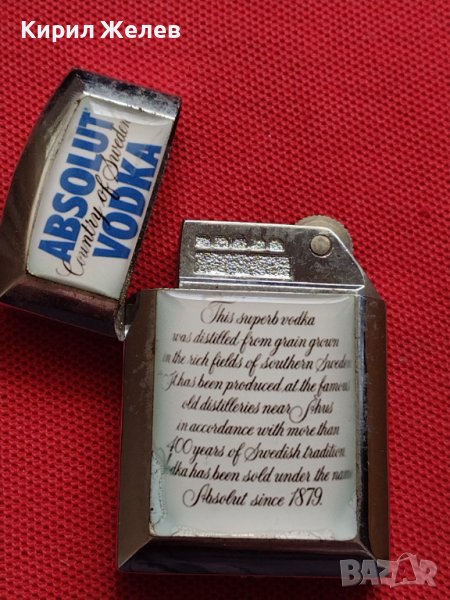 Кирил Желев
ABSOLUT
Country of Sweden
VODKA
This superb vodka
was distilled from grain grown
in the rich fields of southern Sweden
It has been produced at the famous
old distilleries near Åhus
in accordance with more than
400 years of Swedish tradition
Vodka has been sold under the name
Absolut since 1879.
BAZAR